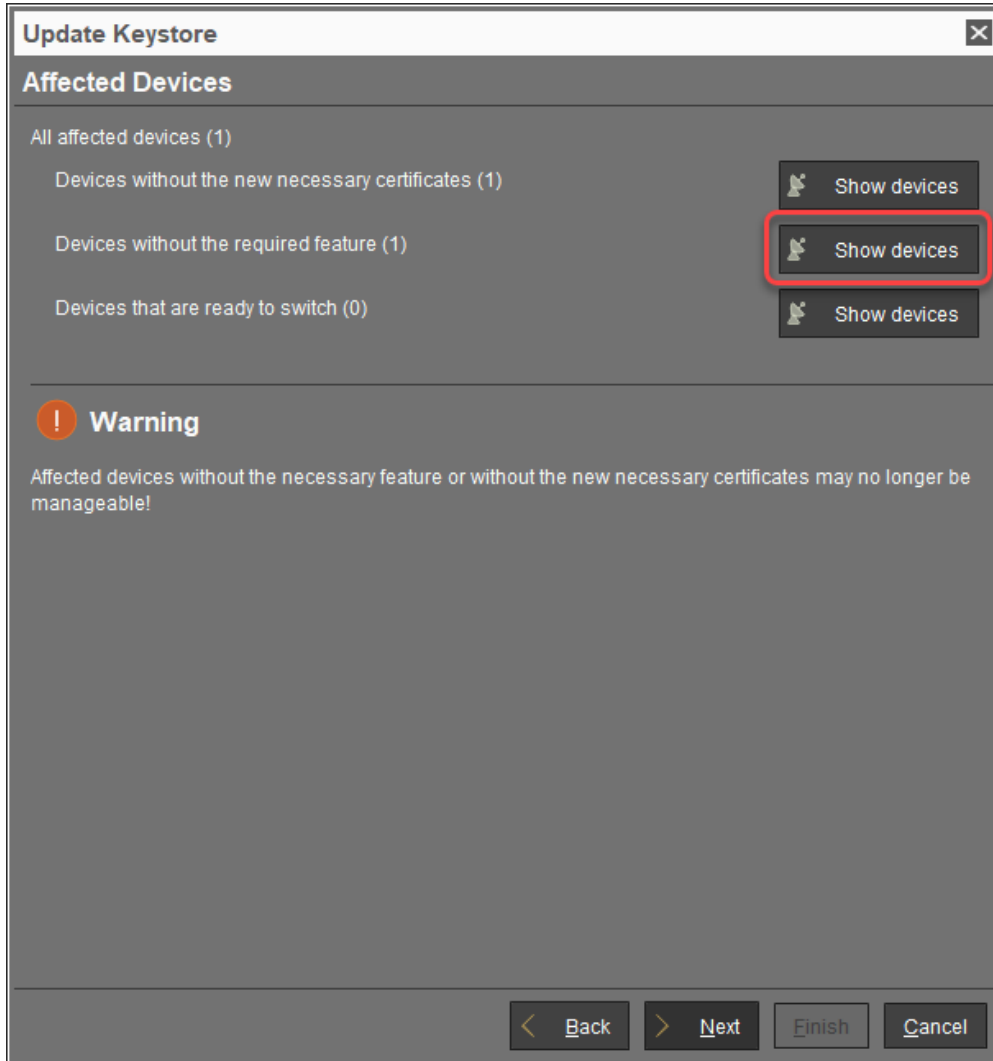 Update Keystore
Affected Devices
All affected devices (1)
Devices without the new necessary certificates (1)
Show devices
Devices without the required feature (1)
Show devices
Devices that are ready to switch (0)
Show devices
! Warning
Affected devices without the necessary feature or without the new necessary certificates may no longer be
manageable!
Back Next Finish Cancel